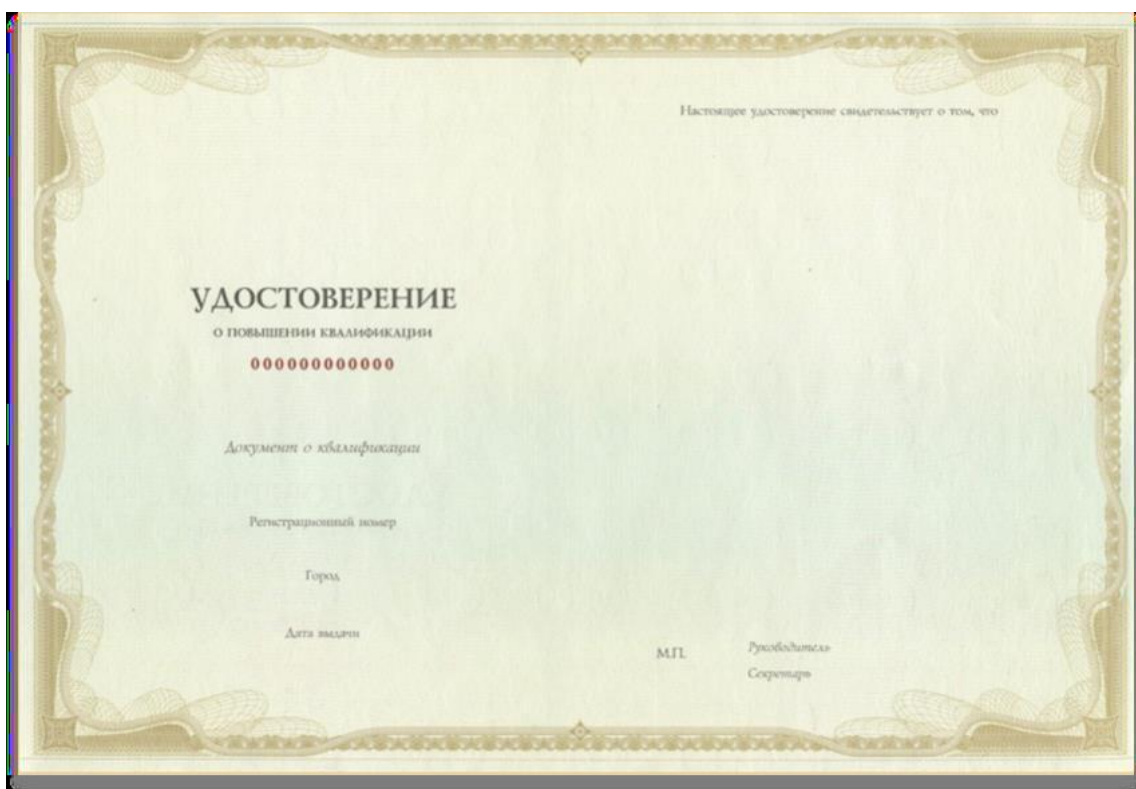 УДОСТОВЕРЕНИЕ
О ПОВЫШЕНИИ КВАЛИФИКАЦИИ
000000000000
Документ о квалификации
Регистрационный номер
Город
Дата выдачи
Настоящее удостоверение свидетельствует о том, что
М.П.
Руководитель
Секретарь